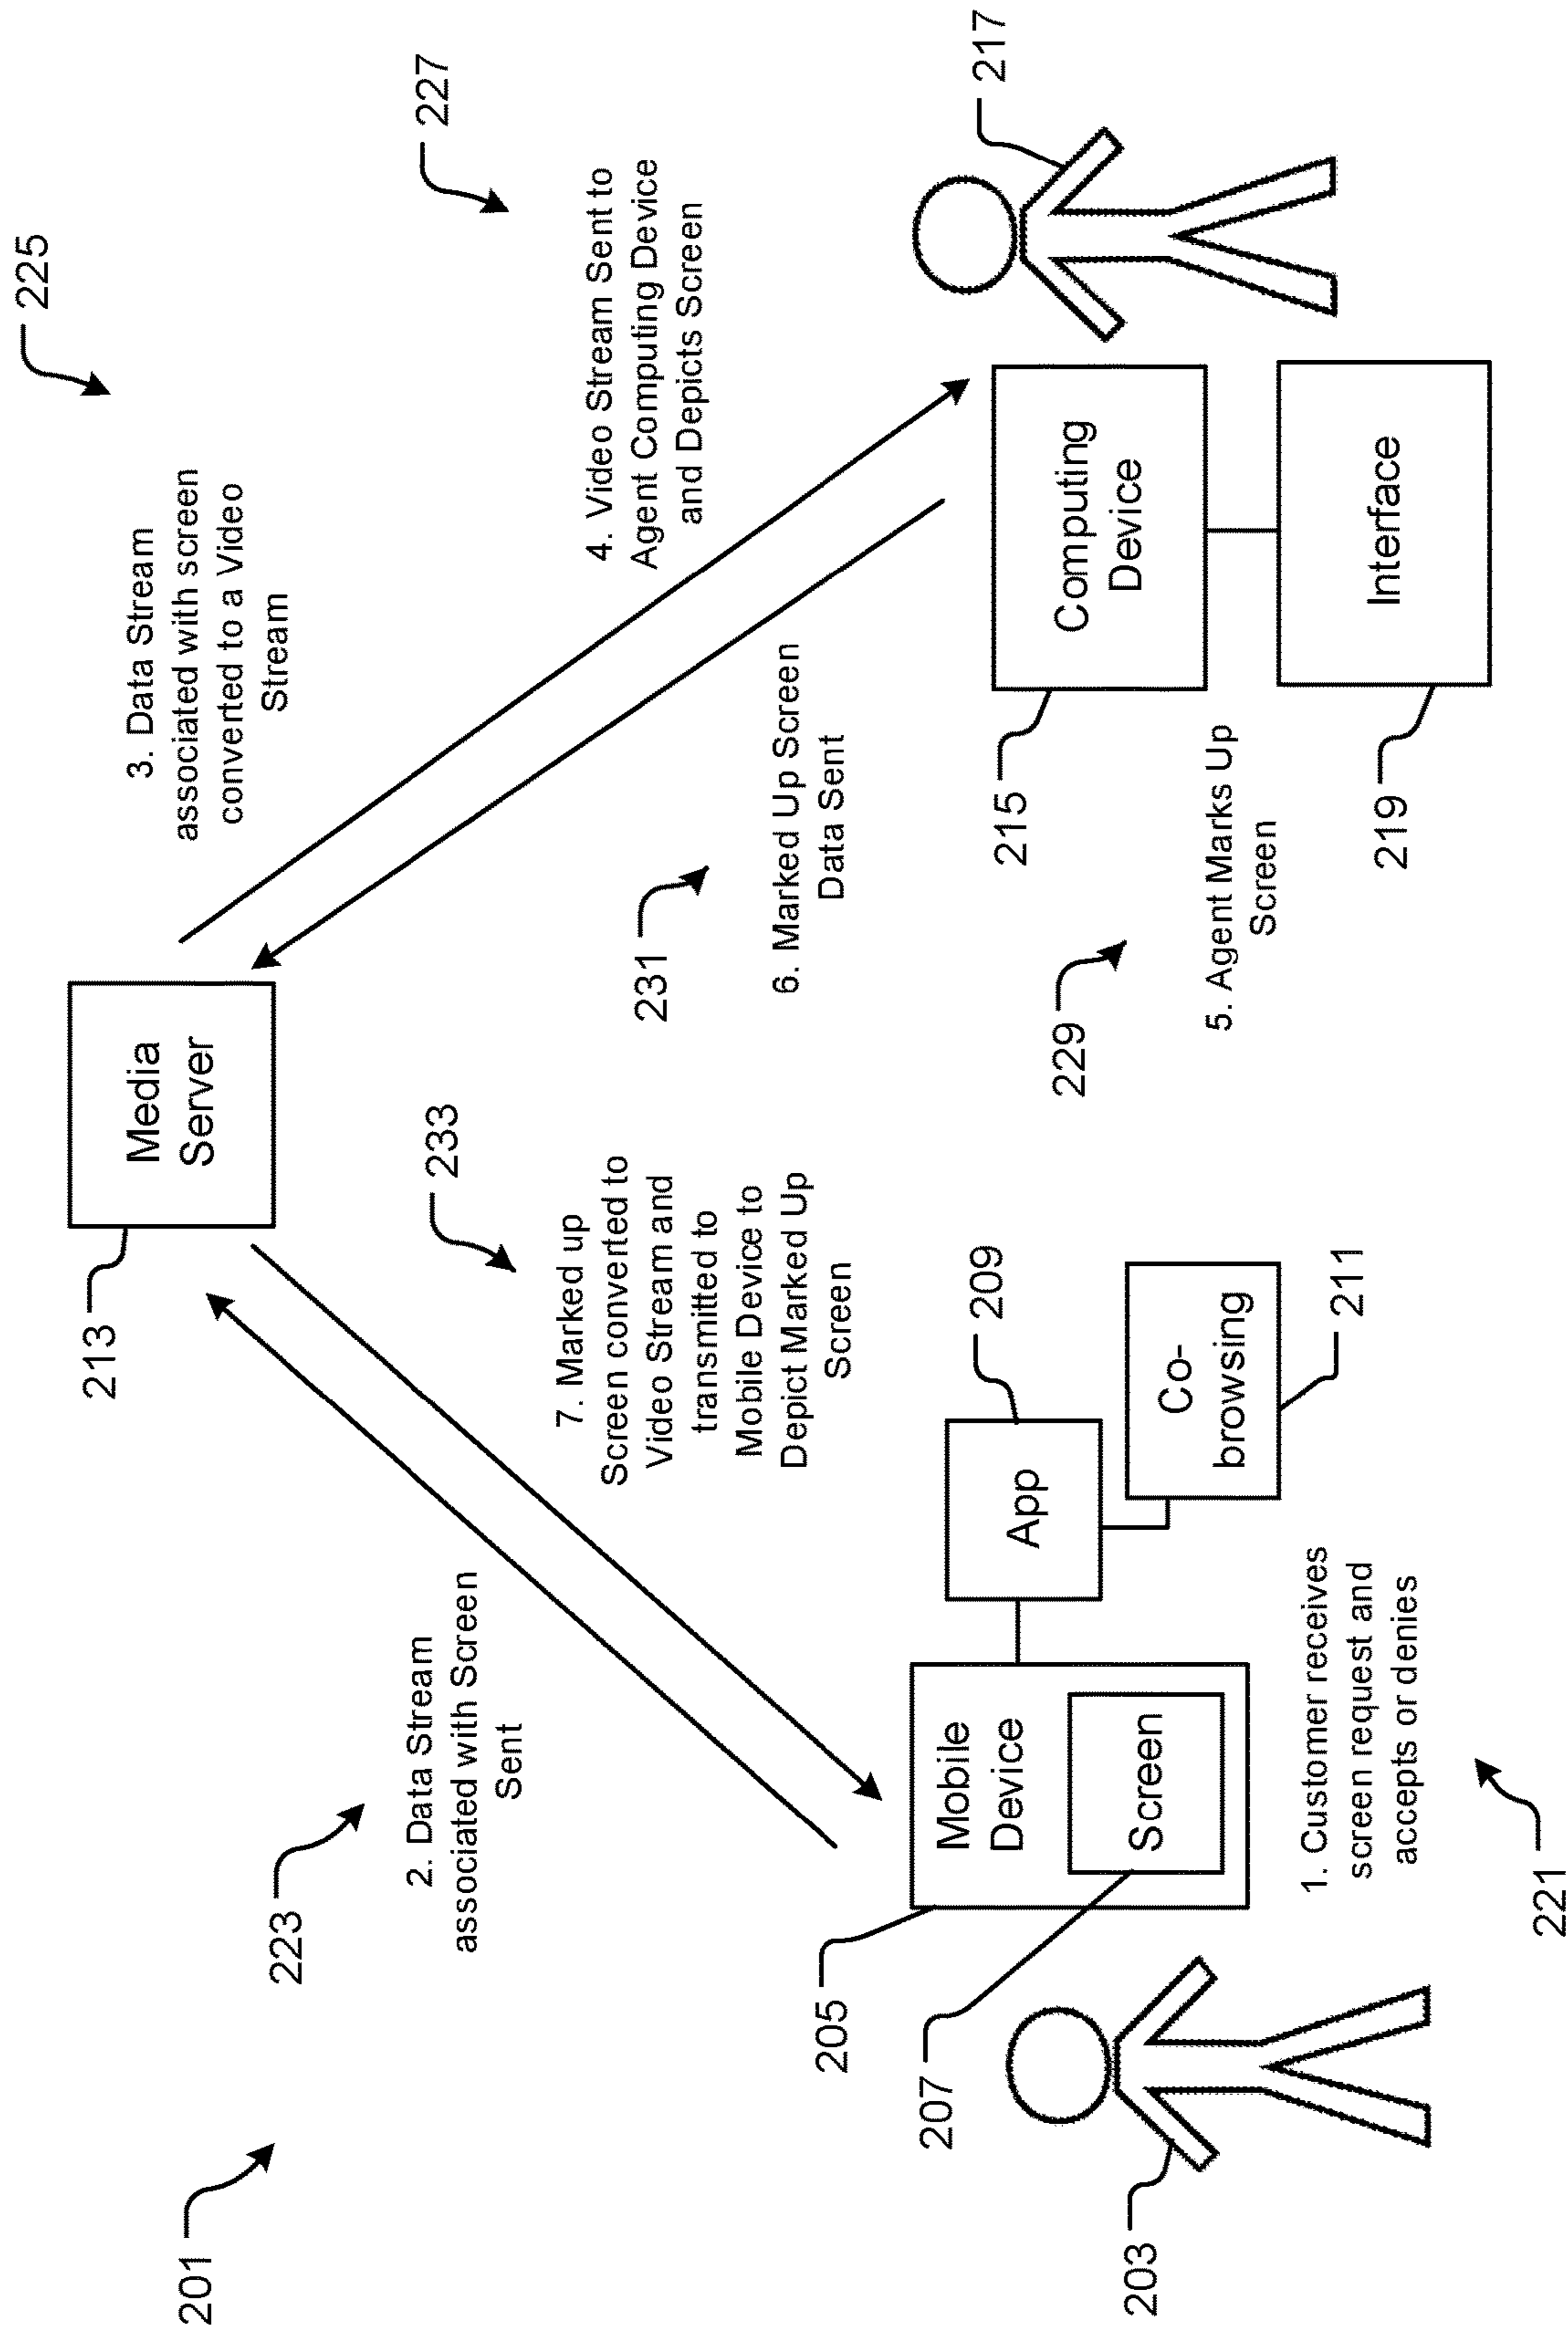 201
223
2. Data Stream
associated with Screen
Sent
213
Media
Server
225
3. Data Stream
associated with screen
converted to a Video
Stream
227
4. Video Stream Sent to
Agent Computing Device
and Depicts Screen
233
7. Marked up
Screen converted to
Video Stream and
transmitted to
Mobile Device to
Depict Marked Up
Screen
231
6. Marked Up Screen
Data Sent
203
205
207
Mobile
Device
Screen
App
209
Co-
browsing
211
1. Customer receives
screen request and
accepts or denies
221
229
5. Agent Marks Up
Screen
215
Computing
Device
217
219
Interface